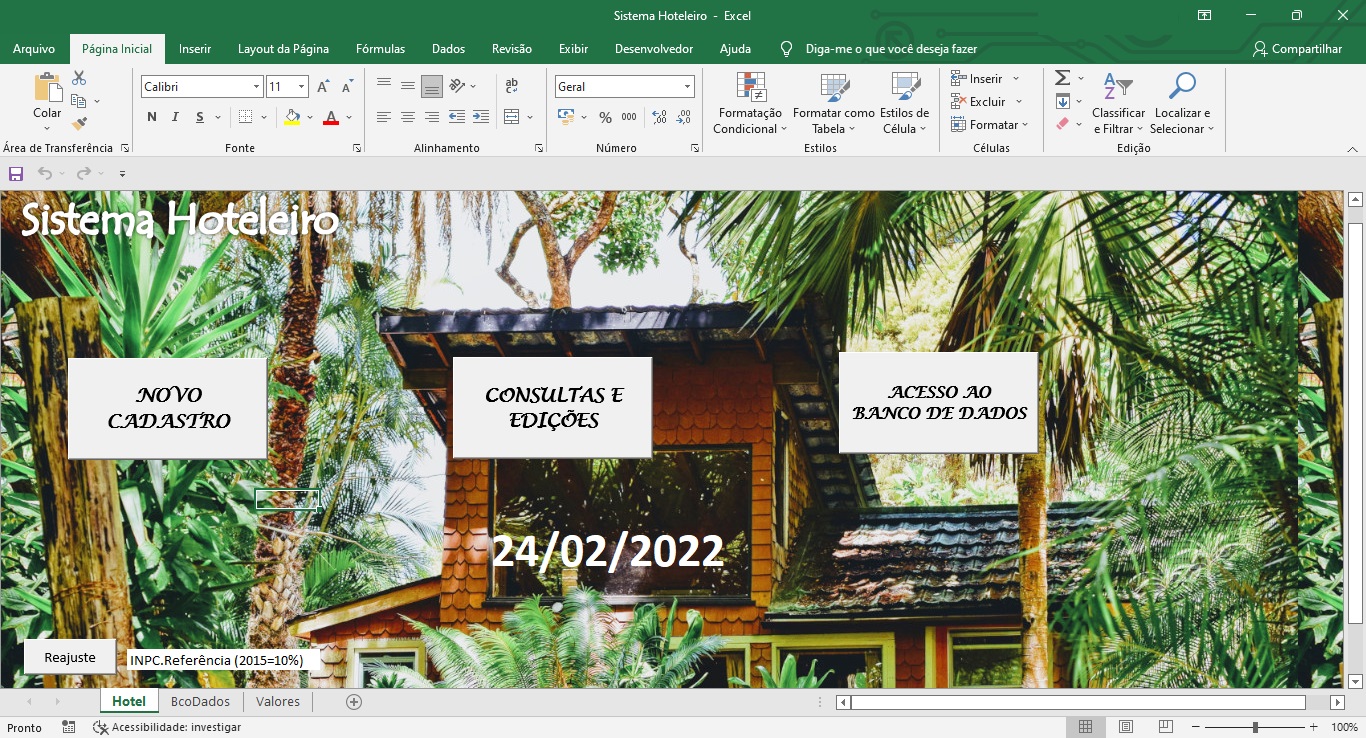 Sistema Hoteleiro - Excel
Arquivo Página Inicial Inserir Layout da Página Fórmulas Dados Revisão Exibir Desenvolvedor Ajuda Diga-me o que você deseja fazer Compartilhar
Colar
Área de Transferência
Calibri 11 A A
N I S A
Fonte
ab
c
Alinhamento
Geral
% 000
,00
,00
Número
Formatação
Condicional
Formatar como
Tabela
Estilos de
Célula
Estilos
Inserir
Excluir
Formatar
Células
Σ
A
Z
Classificar
e Filtrar
Localizar e
Selecionar
Edição
Sistema Hoteleiro
NOVO
CADASTRO
CONSULTAS E
EDIÇÕES
ACESSO AO
BANCO DE DADOS
24/02/2022
Reajuste
INPC.Referência (2015=10%)
Hotel BcoDados Valores
Pronto Acessibilidade: investigar 100%